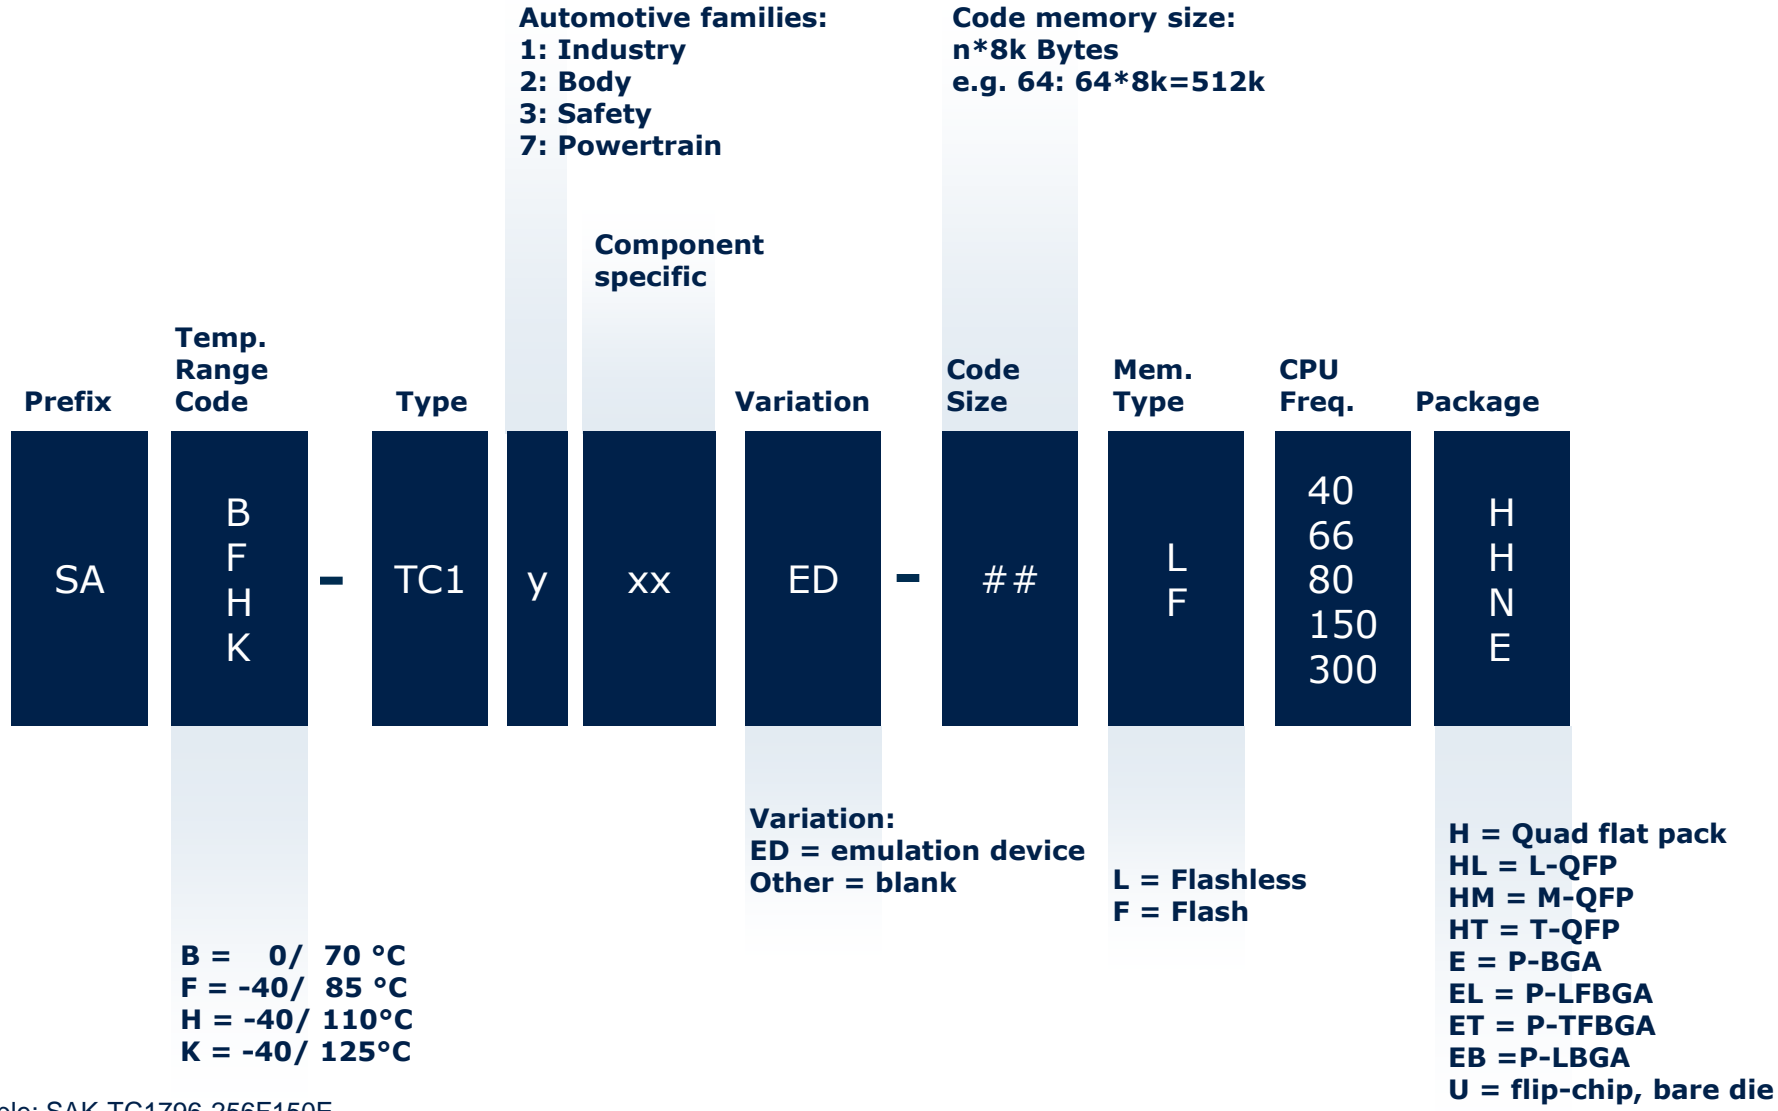 Automotive families:
1: Industry
2: Body
3: Safety
7: Powertrain
Code memory size:
n*8k Bytes
e.g. 64: 64*8k=512k
Component
specific
Prefix
Temp.
Range
Code
Type
Variation
Code
Size
Mem.
Type
CPU
Freq.
Package
SA
B
F
H
K
-
TC1
y
xx
ED
-
##
L
F
40
66
80
150
300
H
H
N
E
B = 0/ 70 °C
F = -40/ 85 °C
H = -40/ 110°C
K = -40/ 125°C
Variation:
ED = emulation device
Other = blank
L = Flashless
F = Flash
H = Quad flat pack
HL = L-QFP
HM = M-QFP
HT = T-QFP
E = P-BGA
EL = P-LFBGA
ET = P-TFBGA
EB =P-LBGA
U = flip-chip, bare die